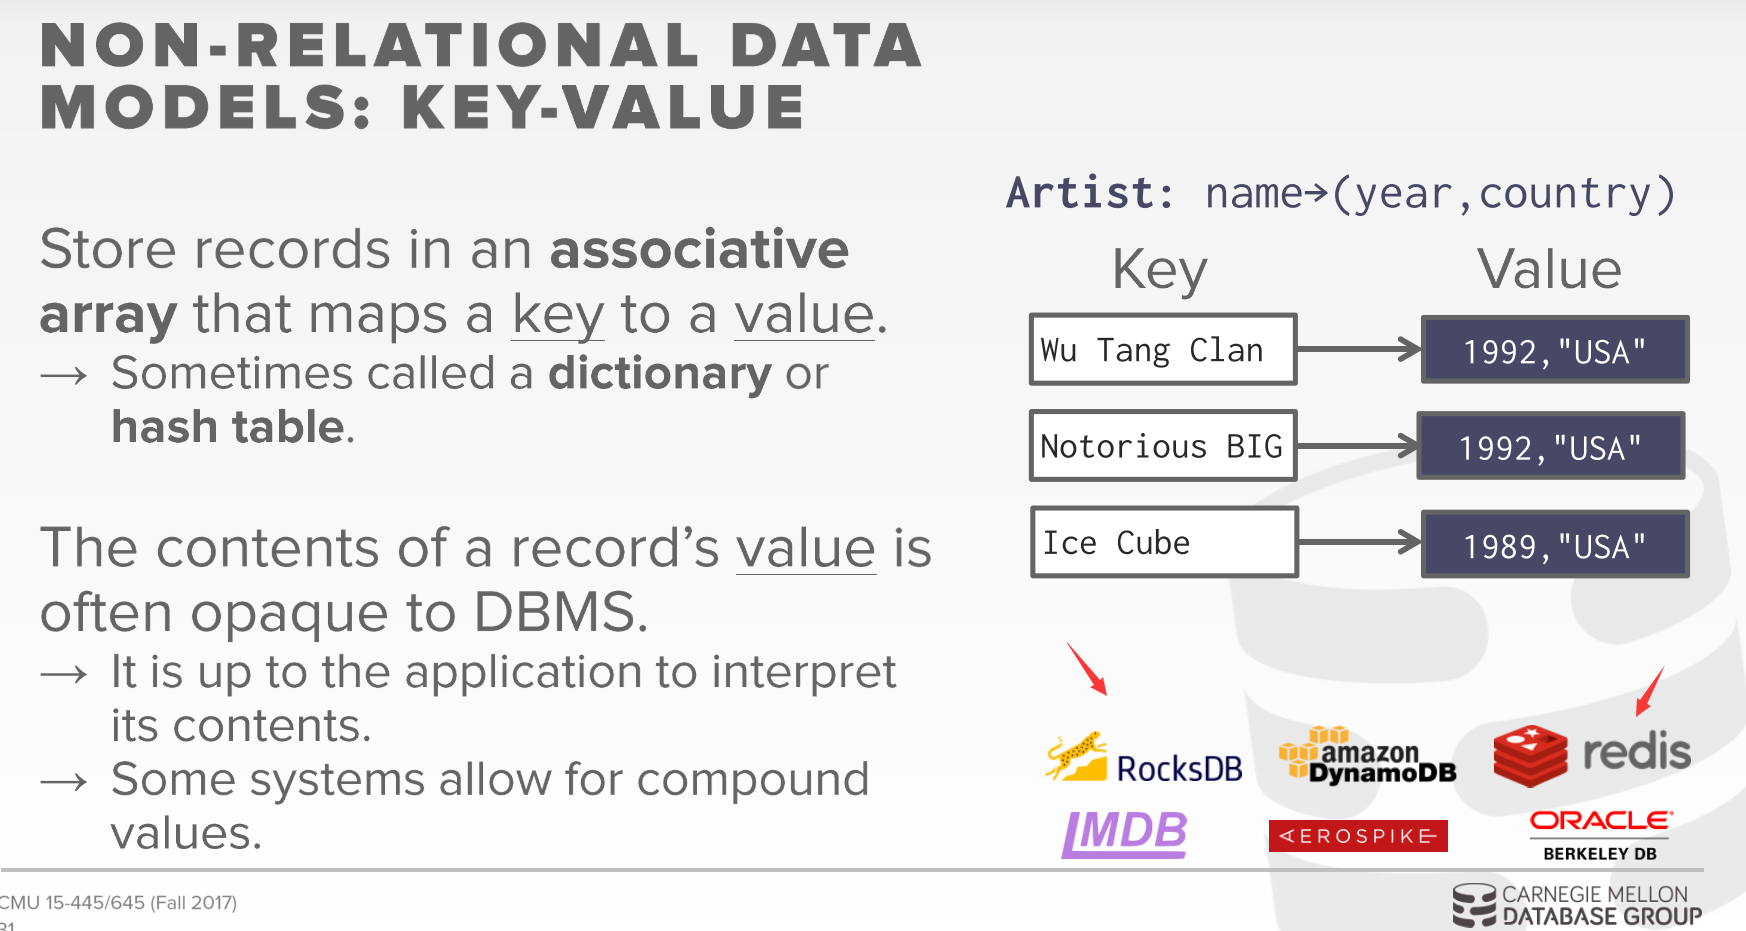 NON-RELATIONAL DATA
MODELS: KEY-VALUE
Store records in an associative
array that maps a key to a value.
→ Sometimes called a dictionary or
hash table.
The contents of a record’s value is
often opaque to DBMS.
→ It is up to the application to interpret
its contents.
→ Some systems allow for compound
values.
Artist: name→(year,country)
Key Value
Wu Tang Clan 1992,"USA"
Notorious BIG 1992,"USA"
Ice Cube 1989,"USA"
RocksDB
amazon
DynamoDB
redis
LMDB
AEROSPIKE
ORACLE®
BERKELEY DB
CMU 15-445/645 (Fall 2017)
CARNEGIE MELLON
DATABASE GROUP